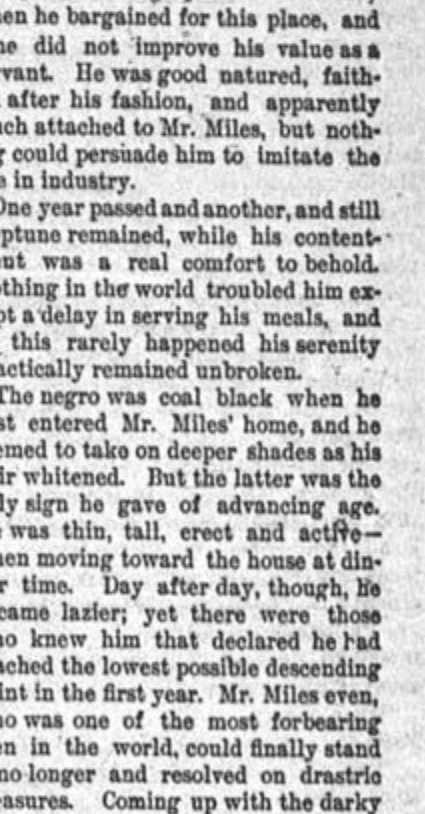 en he bargained for this place, and
e did not improve his value as a
vant. He was good natured, faith-
after his fashion, and apparently
ch attached to Mr. Miles, but noth-
could persuade him to imitate the
in industry.
One year passed and another, and still
ptune remained, while his content-
nt was a real comfort to behold.
thing in the world troubled him ex-
pt a delay in serving his meals, and
this rarely happened his serenity
actically remained unbroken.
The negro was coal black when he
st entered Mr. Miles' home, and he
emed to take on deeper shades as his
ir whitened. But the latter was the
ly sign he gave of advancing age.
was thin, tall, erect and active—
en moving toward the house at din-
r time. Day after day, though, he
came lazier; yet there were those
o knew him that declared he had
ached the lowest possible descending
int in the first year. Mr. Miles even,
o was one of the most forbearing
en in the world, could finally stand
no longer and resolved on drastic
easures. Coming up with the darky